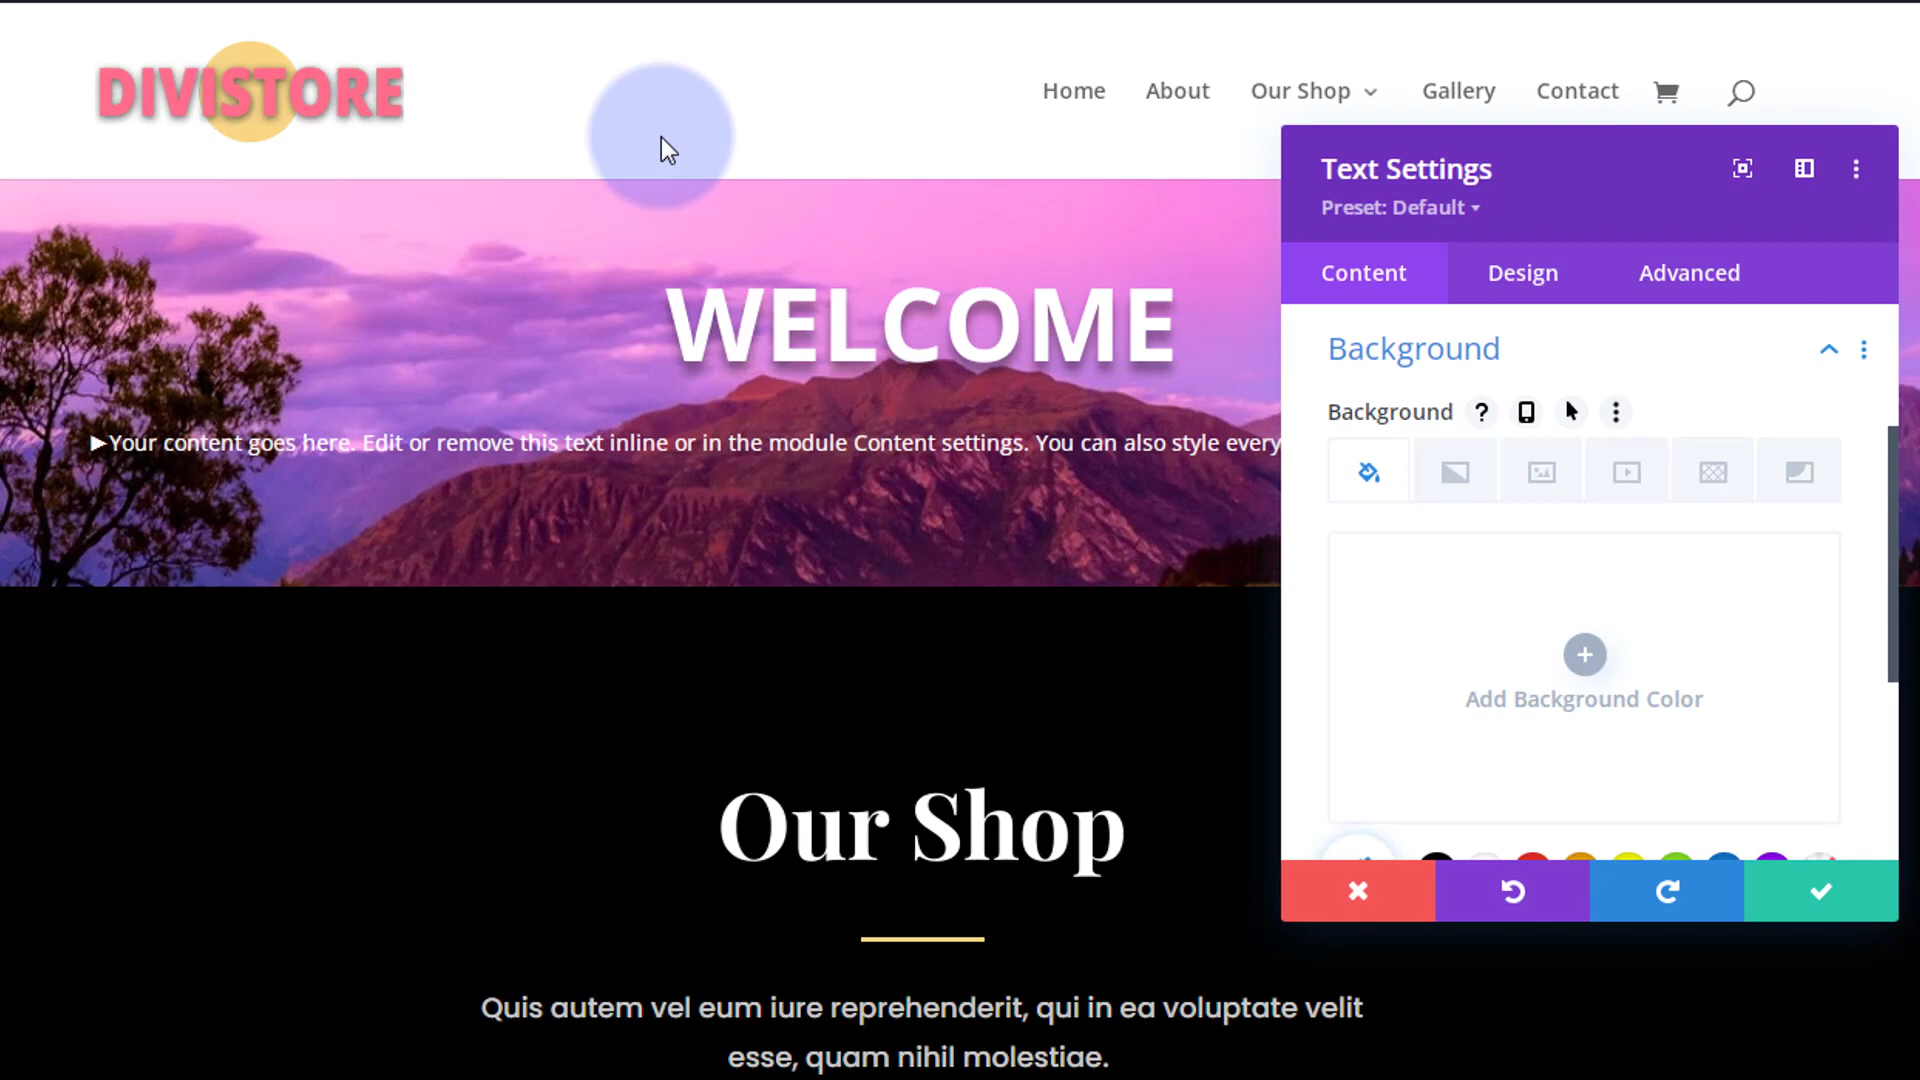 DIVISTORE
Home About Our Shop Gallery Contact
Text Settings
Preset: Default
Content Design Advanced
Background
Background ?
WELCOME
Your content goes here. Edit or remove this text inline or in the module Content settings. You can also style every
Add Background Color
Our Shop
Quis autem vel eum iure reprehenderit, qui in ea voluptate velit
esse, quam nihil molestiae.